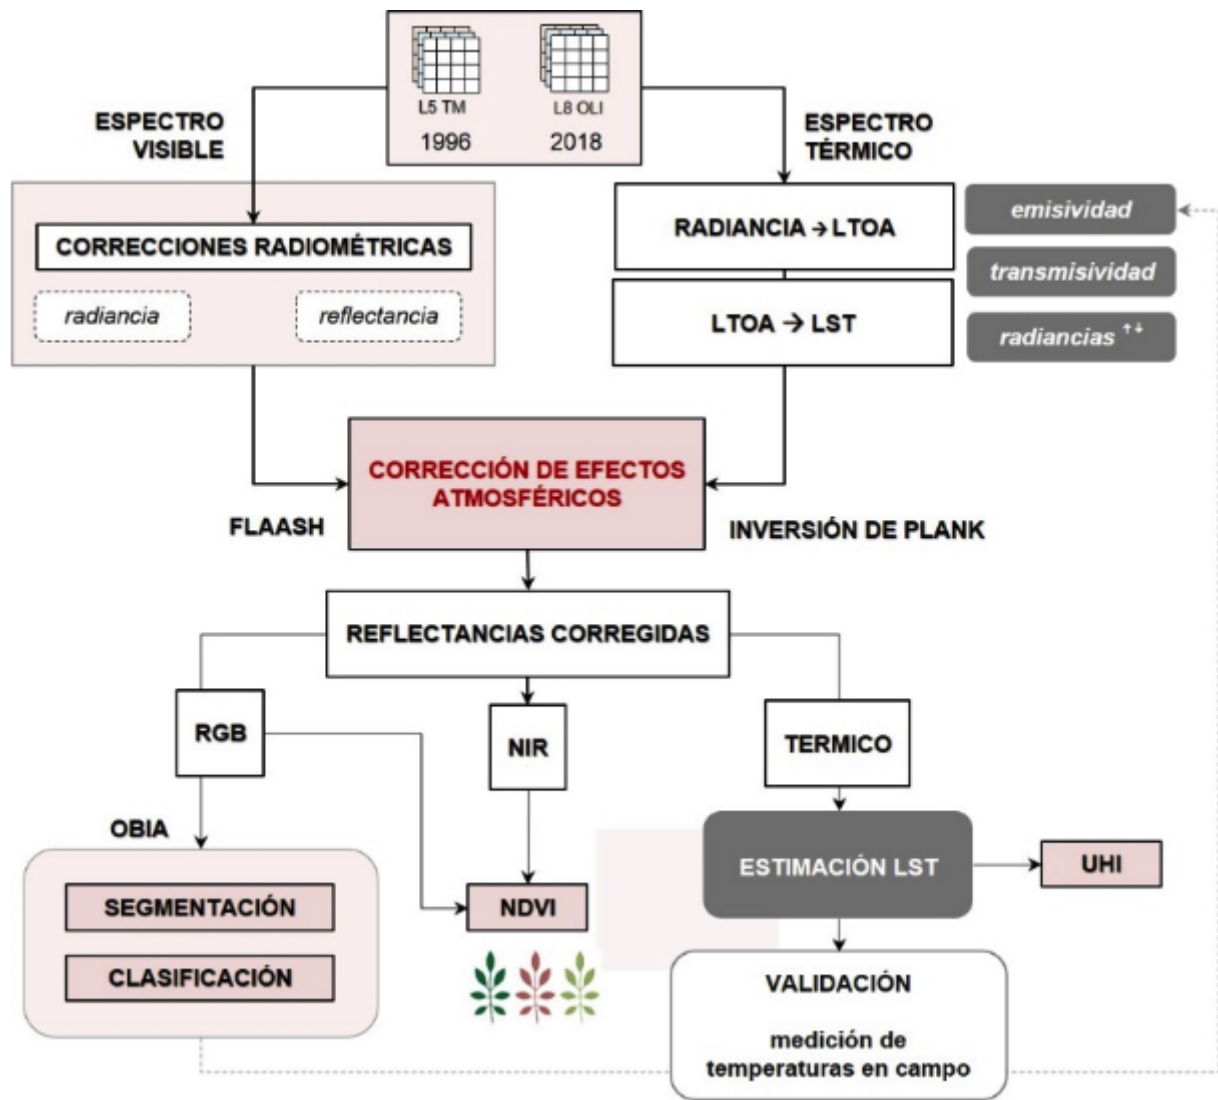 L5 TM
L8 OLI
1996
2018
ESPECTRO
VISIBLE
ESPECTRO
TÉRMICO
CORRECCIONES RADIOMÉTRICAS
radiancia
reflectancia
RADIANCIA → LTOA
LTOA → LST
emisividad
transmisividad
radiancias ↑↓
CORRECCIÓN DE EFECTOS
ATMOSFÉRICOS
FLAASH
INVERSIÓN DE PLANK
REFLECTANCIAS CORREGIDAS
RGB
NIR
TERMICO
OBIA
SEGMENTACIÓN
CLASIFICACIÓN
NDVI
ESTIMACIÓN LST
UHI
VALIDACIÓN
medición de
temperaturas en campo